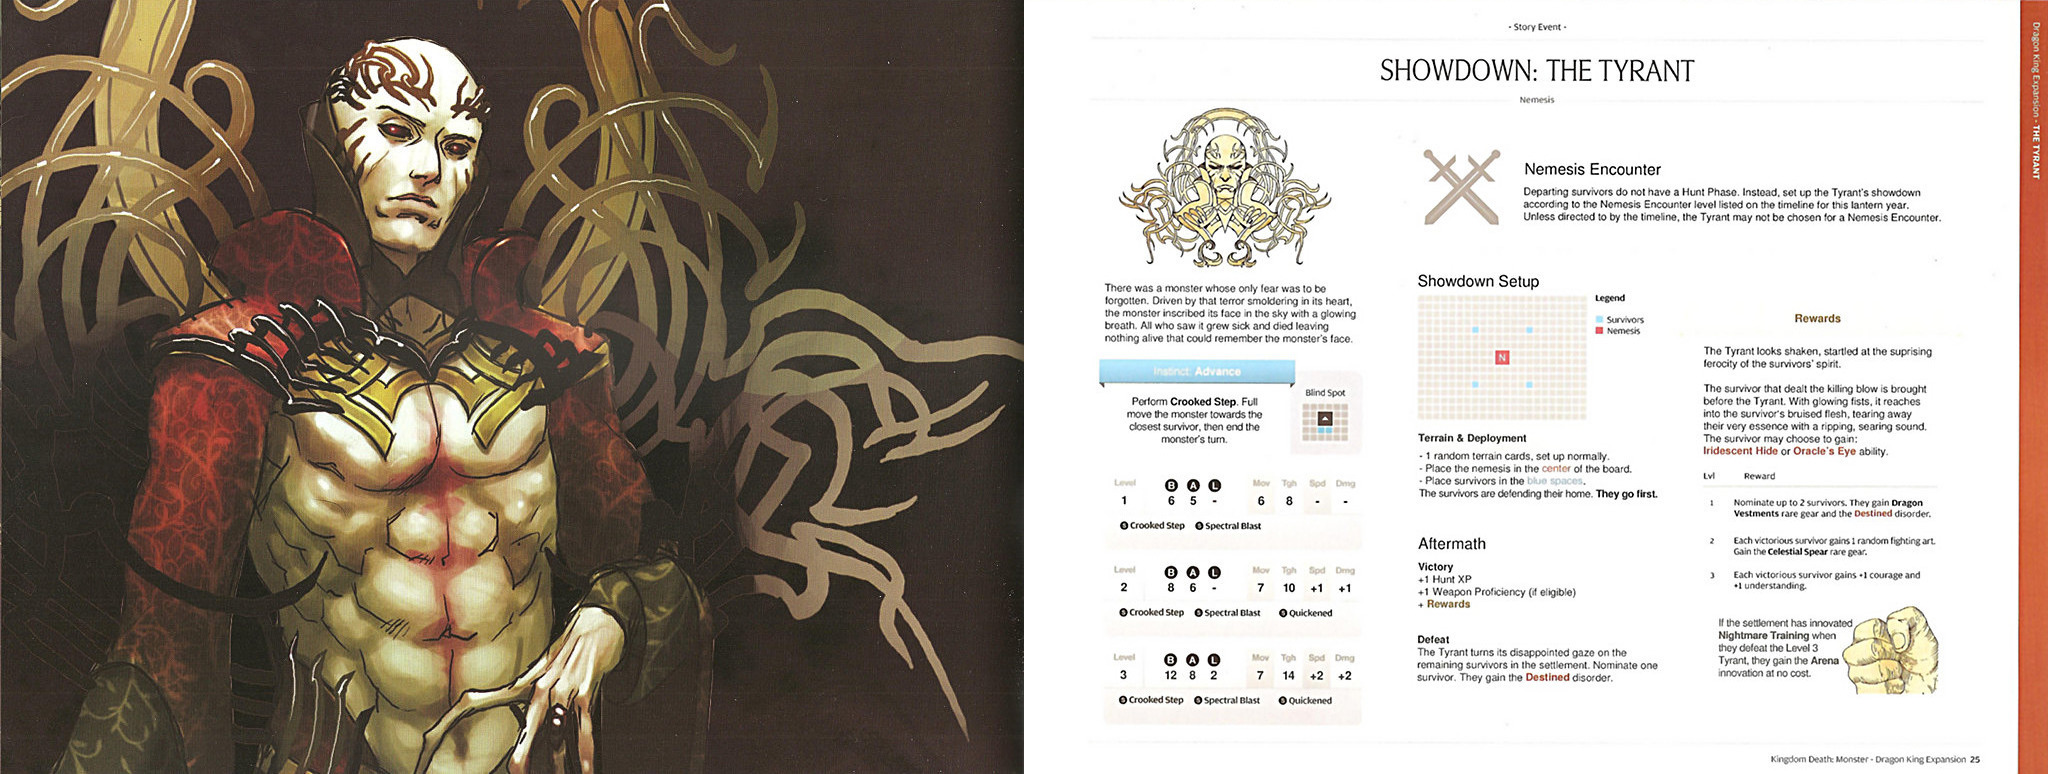 - Story Event -
SHOWDOWN: THE TYRANT
Nemesis
Nemesis Encounter
Departing survivors do not have a Hunt Phase. Instead, set up the Tyrant's showdown
according to the Nemesis Encounter level listed on the timeline for this lantern year.
Unless directed to by the timeline, the Tyrant may not be chosen for a Nemesis Encounter.
There was a monster whose only fear was to be
forgotten. Driven by that terror smoldering in its heart,
the monster inscribed its face in the sky with a glowing
breath. All who saw it grew sick and died leaving
nothing alive that could remember the monster's face.
Instinct: Advance
Perform Crooked Step. Full
move the monster towards the
closest survivor, then end the
monster's turn.
Blind Spot
Level B A L Mov Tgh Spd Dmg
1 6 5 - 6 8 - -
S Crooked Step S Spectral Blast
Level B A L Mov Tgh Spd Dmg
2 8 6 - 7 10 +1 +1
S Crooked Step S Spectral Blast S Quickened
Level B A L Mov Tgh Spd Dmg
3 12 8 2 7 14 +2 +2
S Crooked Step S Spectral Blast S Quickened
Showdown Setup
Legend
Survivors
Nemesis
N
Terrain & Deployment
- 1 random terrain cards, set up normally.
- Place the nemesis in the center of the board.
- Place survivors in the blue spaces.
The survivors are defending their home. They go first.
Aftermath
Victory
+1 Hunt XP
+1 Weapon Proficiency (if eligible)
+ Rewards
Defeat
The Tyrant turns its disappointed gaze on the
remaining survivors in the settlement. Nominate one
survivor. They gain the Destined disorder.
Rewards
The Tyrant looks shaken, startled at the suprising
ferocity of the survivors' spirit.
The survivor that dealt the killing blow is brought
before the Tyrant. With glowing fists, it reaches
into the survivor's bruised flesh, tearing away
their very essence with a ripping, searing sound.
The survivor may choose to gain:
Iridescent Hide or Oracle's Eye ability.
Lvl Reward
1 Nominate up to 2 survivors. They gain Dragon
Vestments rare gear and the Destined disorder.
2 Each victorious survivor gains 1 random fighting art.
Gain the Celestial Spear rare gear.
3 Each victorious survivor gains +1 courage and
+1 understanding.
If the settlement has innovated
Nightmare Training when
they defeat the Level 3
Tyrant, they gain the Arena
innovation at no cost.
Dragon King Expansion - THE TYRANT
Kingdom Death: Monster - Dragon King Expansion 25